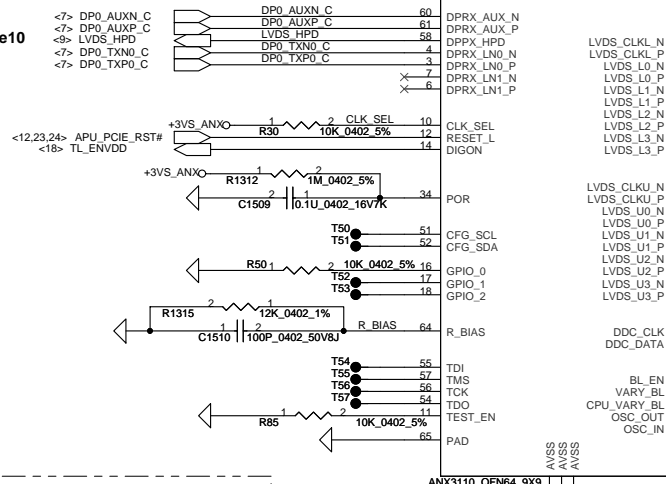 <7> DP0_AUXN_C DP0_AUXN_C 60 DPRX_AUX_N
<7> DP0_AUXP_C DP0_AUXP_C 61 DPRX_AUX_P
e10 <9> LVDS_HPD LVDS_HPD 58 DPPX_HPD LVDS_CLKL_N
<7> DP0_TXN0_C DP0_TXN0_C 4 DPRX_LN0_N LVDS_CLKL_P
<7> DP0_TXP0_C DP0_TXP0_C 3 DPRX_LN0_P LVDS_L0_N
7 DPRX_LN1_N LVDS_L0_P
6 DPRX_LN1_P LVDS_L1_N
LVDS_L1_P
LVDS_L2_N
+3VS_ANX 1 2 CLK_SEL 10 CLK_SEL LVDS_L2_P
R30 10K_0402_5%
<12,23,24> APU_PCIE_RST# 12 RESET_L LVDS_L3_N
<18> TL_ENVDD 14 DIGON LVDS_L3_P
+3VS_ANX 1 2
R1312 1M_0402_5%
LVDS_CLKU_N
2 1 34 POR LVDS_CLKU_P
C1509 0.1U_0402_16V7K
LVDS_U0_N
LVDS_U0_P
T50 51 CFG_SCL LVDS_U1_N
T51 52 CFG_SDA LVDS_U1_P
LVDS_U2_N
R50 1 2 10K_0402_5% 16 GPIO_0 LVDS_U2_P
T52 17 GPIO_1 LVDS_U3_N
T53 18 GPIO_2 LVDS_U3_P
2 1
R1315 12K_0402_1%
1 2 R_BIAS 64 R_BIAS DDC_CLK
C1510 100P_0402_50V8J
DDC_DATA
T54 55 TDI
T55 57 TMS BL_EN
T56 56 TCK VARY_BL
T57 54 TDO CPU_VARY_BL
1 2 11 TEST_EN OSC_OUT
R85 10K_0402_5%
OSC_IN
65 PAD
AVSS
AVSS
AVSS
ANX3110_QFN64_9X9